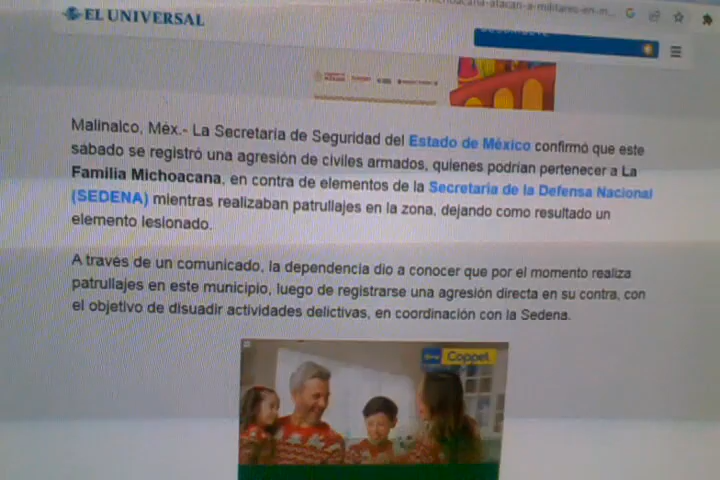 EL UNIVERSAL
Malinalco, Méx.- La Secretaría de Seguridad del Estado de México confirmó que este
sábado se registró una agresión de civiles armados, quienes podrían pertenecer a La
Familia Michoacana, en contra de elementos de la Secretaría de la Defensa Nacional
(SEDENA) mientras realizaban patrullajes en la zona, dejando como resultado un
elemento lesionado.
A través de un comunicado, la dependencia dio a conocer que por el momento realiza
patrullajes en este municipio, luego de registrarse una agresión directa en su contra, con
el objetivo de disuadir actividades delictivas, en coordinación con la Sedena.
Coppel